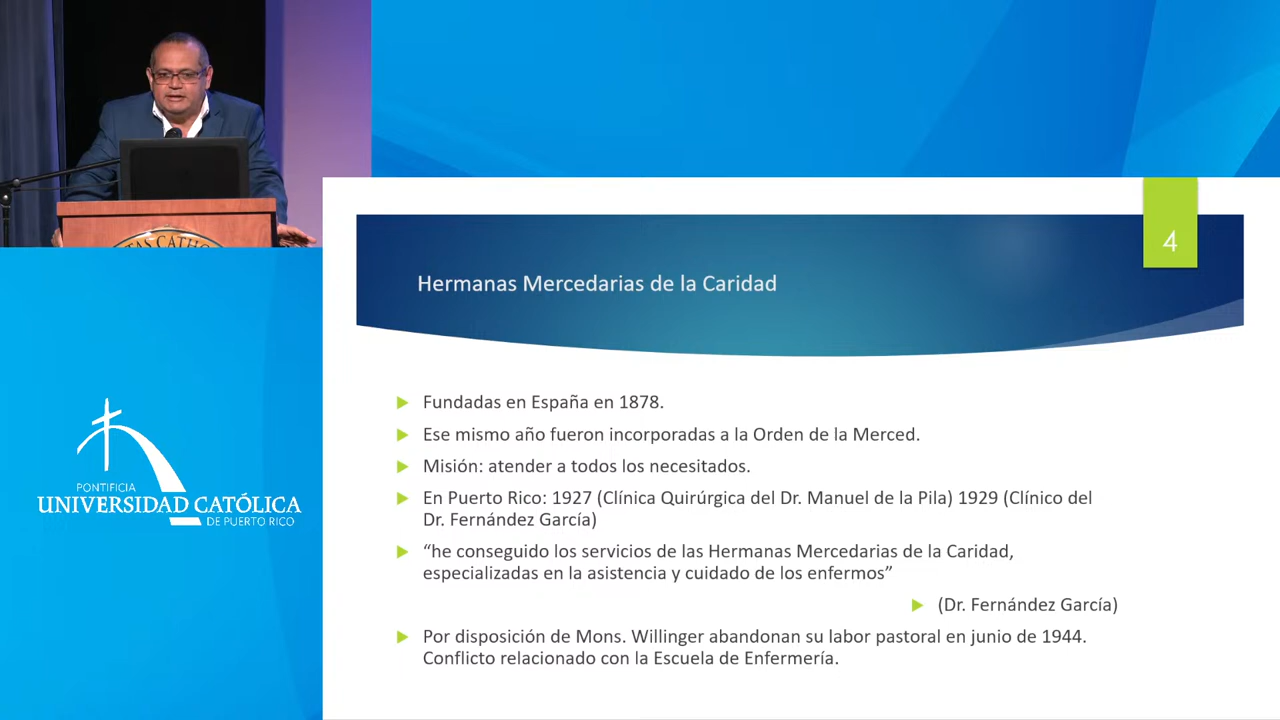 TAS CATHO
4
Hermanas Mercedarias de la Caridad
Fundadas en España en 1878.
Ese mismo año fueron incorporadas a la Orden de la Merced.
Misión: atender a todos los necesitados.
En Puerto Rico: 1927 (Clínica Quirúrgica del Dr. Manuel de la Pila) 1929 (Clínico del
Dr. Fernández García)
“he conseguido los servicios de las Hermanas Mercedarias de la Caridad,
especializadas en la asistencia y cuidado de los enfermos”
(Dr. Fernández García)
Por disposición de Mons. Willinger abandonan su labor pastoral en junio de 1944.
Conflicto relacionado con la Escuela de Enfermería.
PONTIFICIA
UNIVERSIDAD CATÓLICA
DE PUERTO RICO